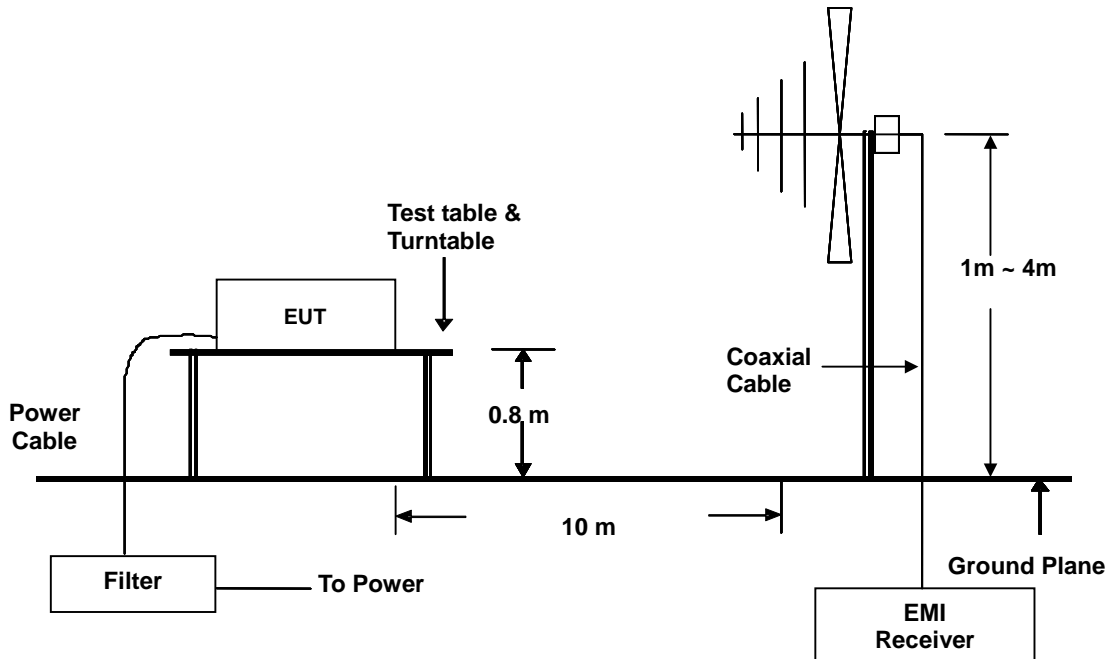 Test table &
Turntable
EUT
1m ~ 4m
Coaxial
Cable
0.8 m
Power
Cable
10 m
Filter
To Power
Ground Plane
EMI
Receiver